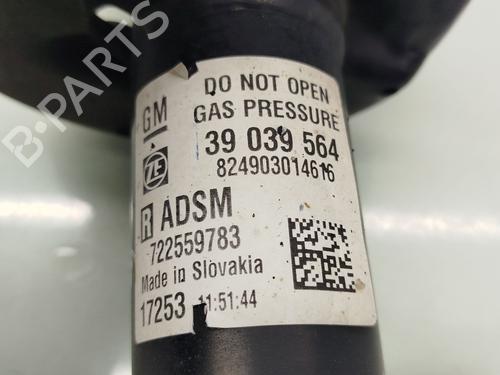 DO NOT OPEN
GM GAS PRESSURE
39 039 564
ZF 824903014616
R ADSM
722559783
Made in Slovakia
17253 11:51:44
B-PARTS